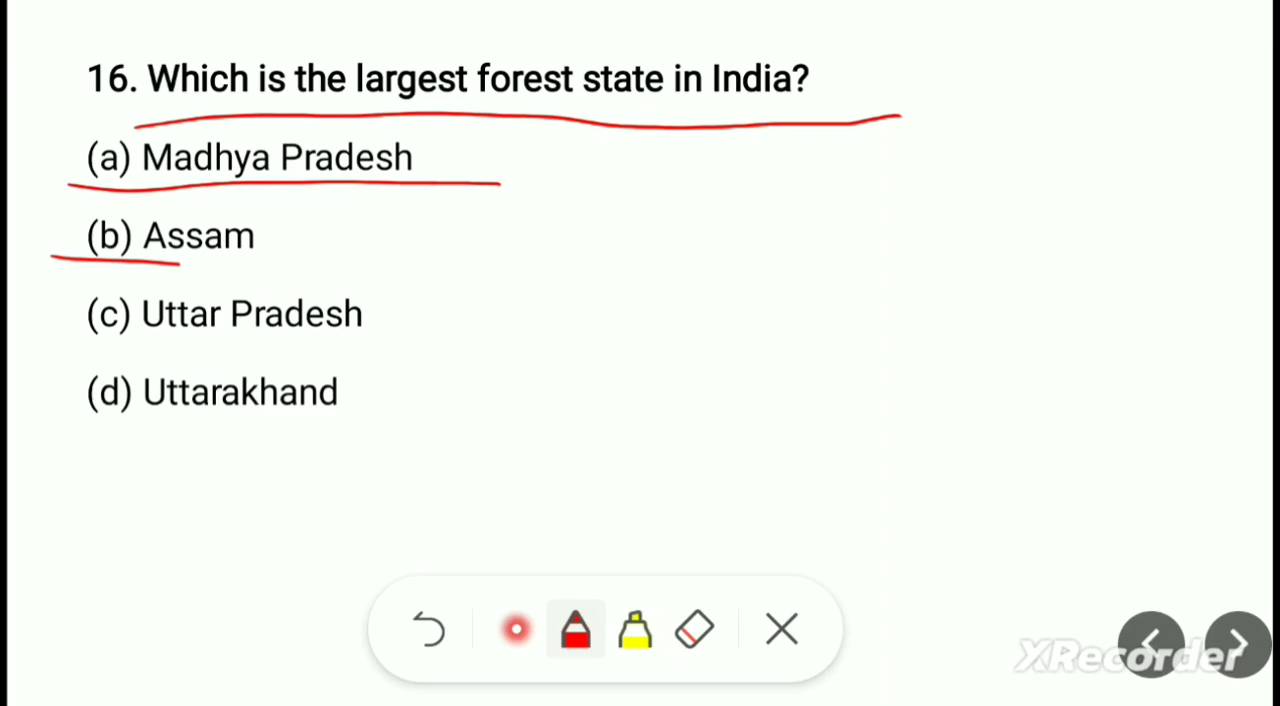 16. Which is the largest forest state in India?
(a) Madhya Pradesh
(b) Assam
(c) Uttar Pradesh
(d) Uttarakhand
XRecorder